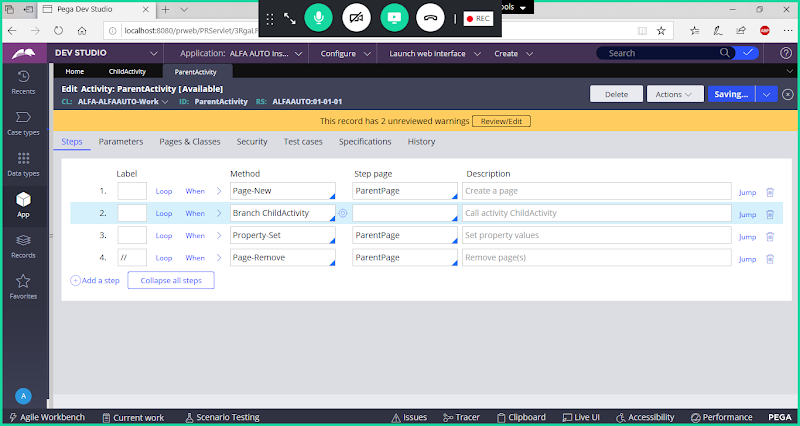 Pega Dev Studio
ools
localhost:8080/prweb/PRServlet/3RgaLF
REC
ABP
DEV STUDIO
Application: ALFA AUTO Ins...
Configure
Launch web interface
Create
Search
Home
ChildActivity
ParentActivity
Recents
Case types
Data types
App
Records
Favorites
A
Edit Activity: ParentActivity [Available]
CL: ALFA-ALFAAUTO-Work ID: ParentActivity RS: ALFAAUTO:01-01-01
Delete
Actions
Saving...
This record has 2 unreviewed warnings Review/Edit
Steps Parameters Pages & Classes Security Test cases Specifications History
Label Method Step page Description
1. Loop When Page-New ParentPage Create a page Jump
2. Loop When Branch ChildActivity Call activity ChildActivity Jump
3. Loop When Property-Set ParentPage Set property values Jump
4. // Loop When Page-Remove ParentPage Remove page(s) Jump
Add a step Collapse all steps
Agile Workbench Current work Scenario Testing Issues Tracer Clipboard Live UI Accessibility Performance PEGA